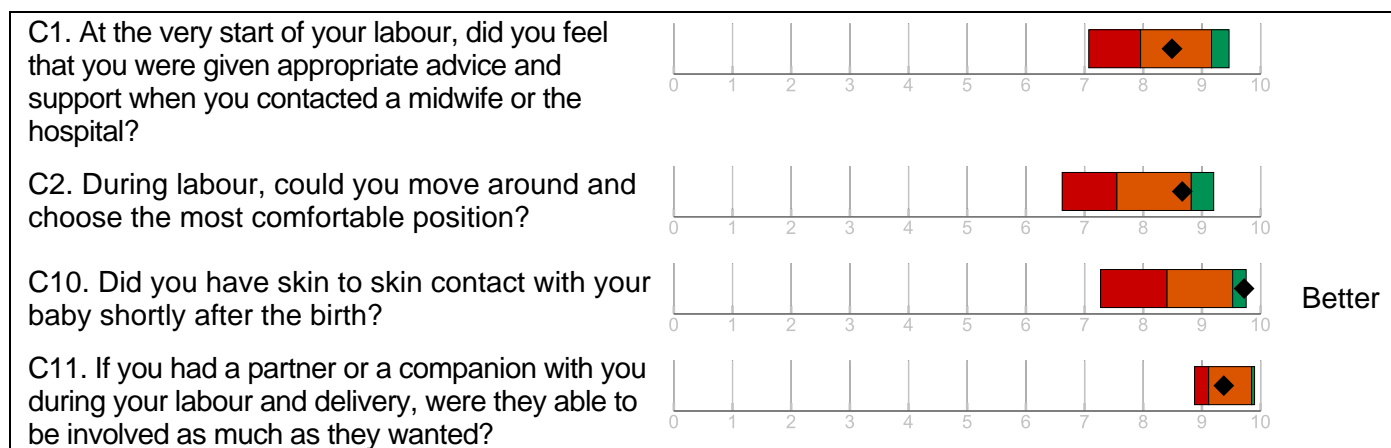 C1. At the very start of your labour, did you feel
that you were given appropriate advice and
support when you contacted a midwife or the
hospital?
0 1 2 3 4 5 6 7 8 9 10
C2. During labour, could you move around and
choose the most comfortable position?
0 1 2 3 4 5 6 7 8 9 10
C10. Did you have skin to skin contact with your
baby shortly after the birth?
0 1 2 3 4 5 6 7 8 9 10
Better
C11. If you had a partner or a companion with you
during your labour and delivery, were they able to
be involved as much as they wanted?
0 1 2 3 4 5 6 7 8 9 10